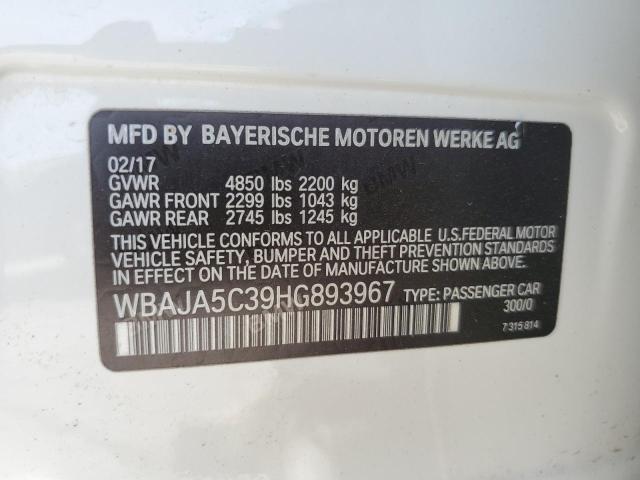 MFD BY BAYERISCHE MOTOREN WERKE AG
02/17
GVWR 4850 lbs 2200 kg
GAWR FRONT 2299 lbs 1043 kg
GAWR REAR 2745 lbs 1245 kg
THIS VEHICLE CONFORMS TO ALL APPLICABLE U.S. FEDERAL MOTOR
VEHICLE SAFETY, BUMPER AND THEFT PREVENTION STANDARDS
IN EFFECT ON THE DATE OF MANUFACTURE SHOWN ABOVE.
WBAJA5C39HG893967 TYPE: PASSENGER CAR
300/0
7 315 814